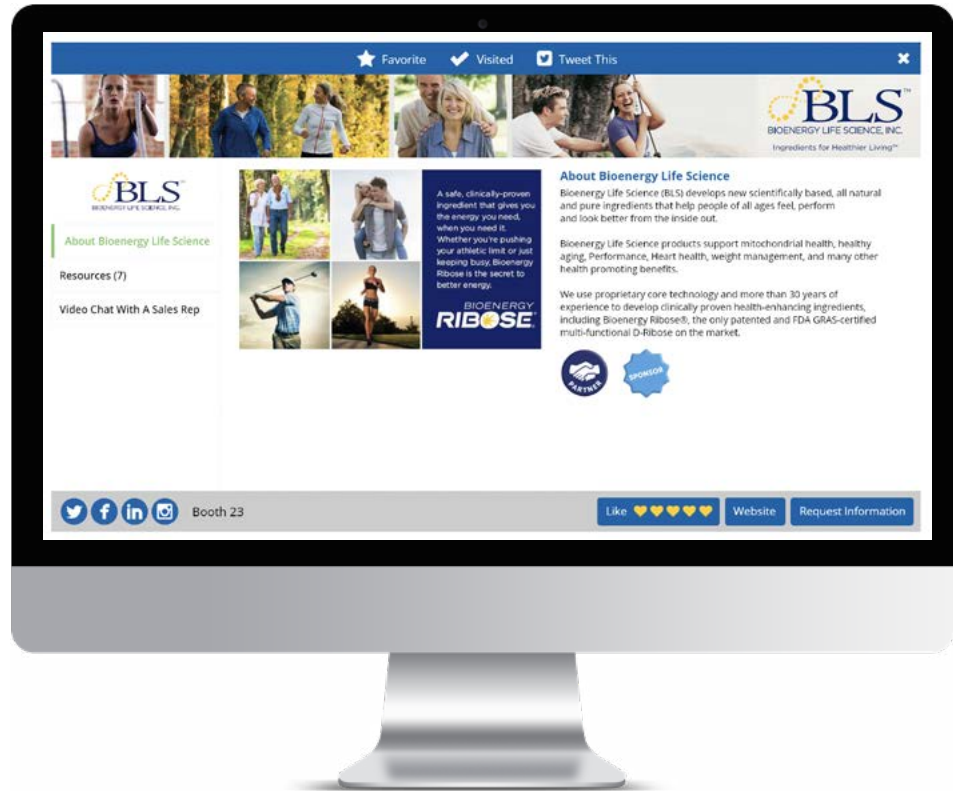 Favorite
Visited
Tweet This
BLS™
BIOENERGY LIFE SCIENCE, INC.
Ingredients for Healthier Living™
BLS™
BIOENERGY LIFE SCIENCE, INC.
About Bioenergy Life Science
Resources (7)
Video Chat With A Sales Rep
A safe, clinically-proven
ingredient that gives you
the energy you need,
when you need it.
Whether you're pushing
your athletic limit or just
keeping busy, Bioenergy
Ribose is the secret to
better energy.
BIOENERGY
RIBOSE®
About Bioenergy Life Science
Bioenergy Life Science (BLS) develops new scientifically based, all natural
and pure ingredients that help people of all ages feel, perform
and look better from the inside out.
Bioenergy Life Science products support mitochondrial health, healthy
aging, Performance, Heart health, weight management, and many other
health promoting benefits.
We use proprietary core technology and more than 30 years of
experience to develop clinically proven health-enhancing ingredients,
including Bioenergy Ribose®, the only patented and FDA GRAS-certified
multi-functional D-Ribose on the market.
PARTNER
SPONSOR
Booth 23
Like
Website
Request Information